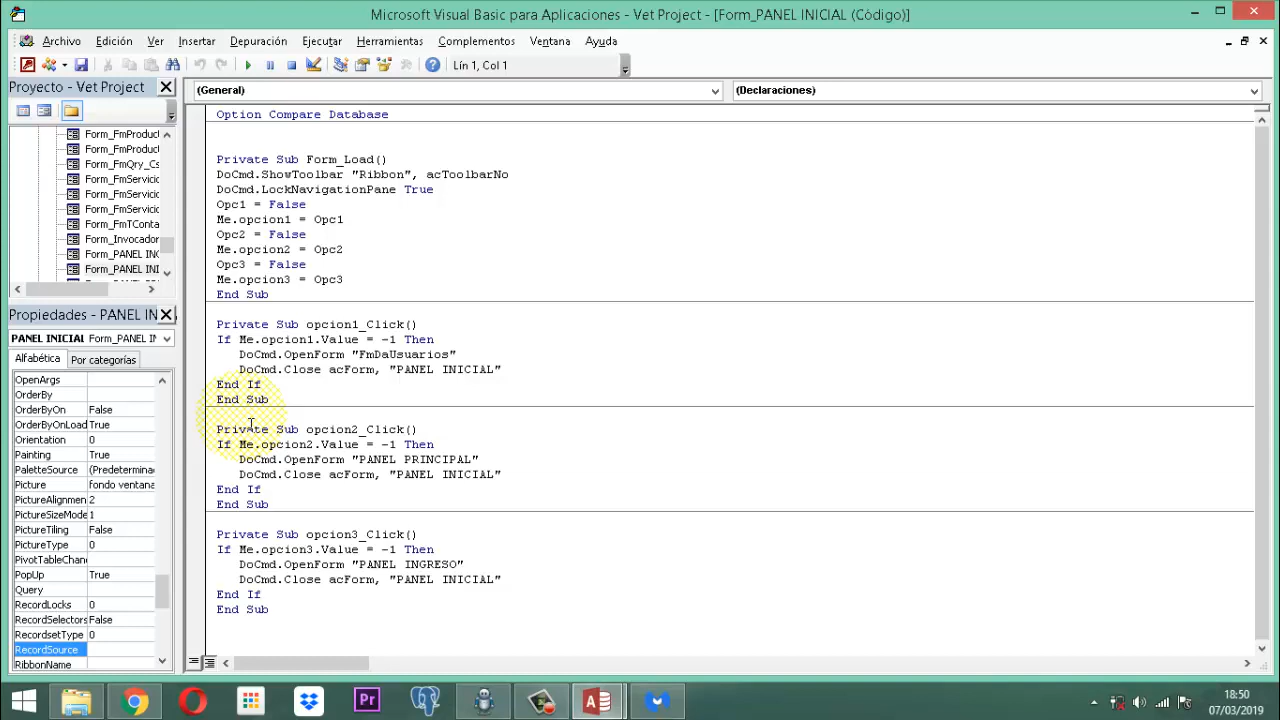 Microsoft Visual Basic para Aplicaciones - Vet Project - [Form_PANEL INICIAL (Código)]
Archivo Edición Ver Insertar Depuración Ejecutar Herramientas Complementos Ventana Ayuda
Lín 1, Col 1
Proyecto - Vet Project
(General) (Declaraciones)
Form_FmProduct
Form_FmProduct
Form_FmQry_Cs
Form_FmServicio
Form_FmServicio
Form_FmServicio
Form_FmTConta
Form_Invocador
Form_PANEL ING
Form_PANEL INI
Propiedades - PANEL IN
PANEL INICIAL Form_PANEL IN
Alfabética Por categorías
OpenArgs
OrderBy
OrderByOn False
OrderByOnLoad True
Orientation 0
Painting True
PaletteSource (Predetermina
Picture fondo ventana
PictureAlignmen 2
PictureSizeMode 1
PictureTiling False
PictureType 0
PivotTableChang
PopUp True
Query
RecordLocks 0
RecordSelectors False
RecordsetType 0
RecordSource
RibbonName
Option Compare Database
Private Sub Form_Load()
DoCmd.ShowToolbar "Ribbon", acToolbarNo
DoCmd.LockNavigationPane True
Opc1 = False
Me.opcion1 = Opc1
Opc2 = False
Me.opcion2 = Opc2
Opc3 = False
Me.opcion3 = Opc3
End Sub
Private Sub opcion1_Click()
If Me.opcion1.Value = -1 Then
DoCmd.OpenForm "FmDaUsuarios"
DoCmd.Close acForm, "PANEL INICIAL"
End If
End Sub
Private Sub opcion2_Click()
If Me.opcion2.Value = -1 Then
DoCmd.OpenForm "PANEL PRINCIPAL"
DoCmd.Close acForm, "PANEL INICIAL"
End If
End Sub
Private Sub opcion3_Click()
If Me.opcion3.Value = -1 Then
DoCmd.OpenForm "PANEL INGRESO"
DoCmd.Close acForm, "PANEL INICIAL"
End If
End Sub
Pr
18:50
07/03/2019